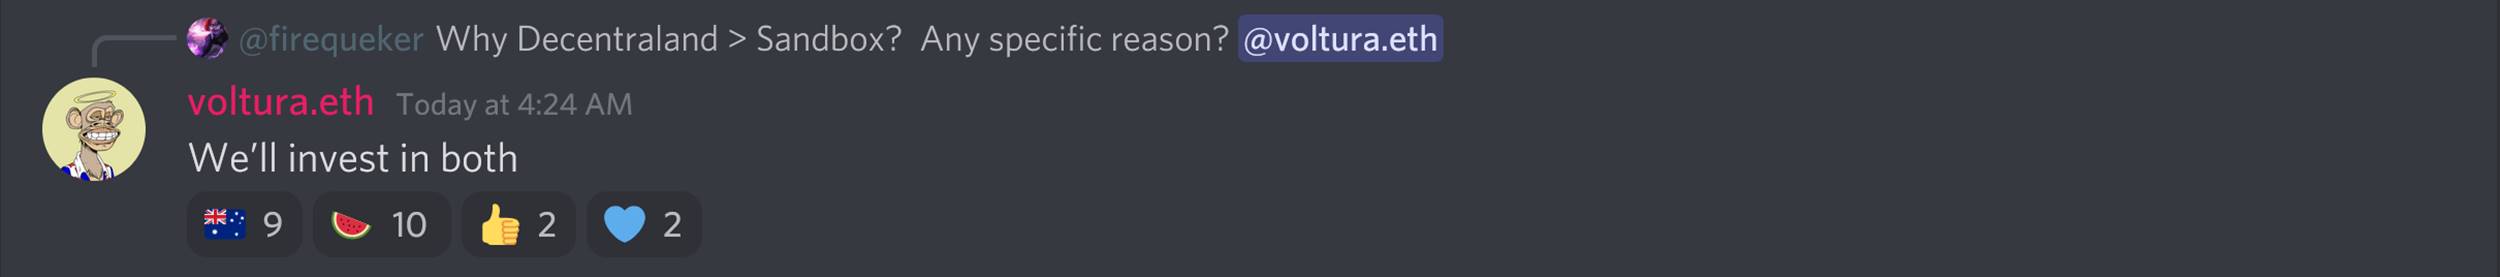 @firequeker Why Decentraland > Sandbox? Any specific reason? @voltura.eth
voltura.eth Today at 4:24 AM
We'll invest in both
9 10 2 2